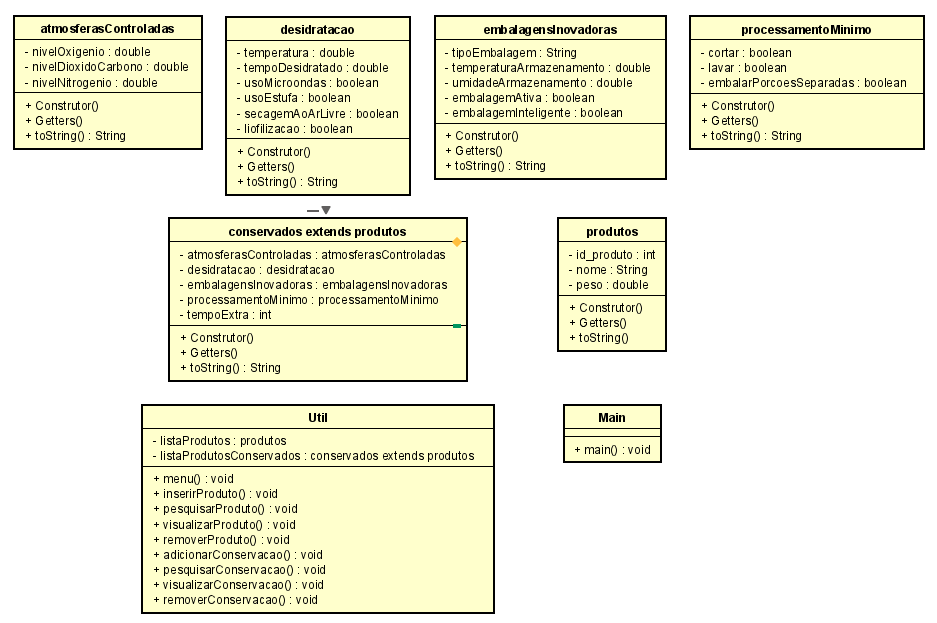 atmosferasControladas
- nivelOxigenio : double
- nivelDioxidoCarbono : double
- nivelNitrogenio : double
+ Construtor()
+ Getters()
+ toString() : String
desidratacao
- temperatura : double
- tempoDesidratado : double
- usoMicroondas : boolean
- usoEstufa : boolean
- secagemAoArLivre : boolean
- liofilizacao : boolean
+ Construtor()
+ Getters()
+ toString() : String
embalagensInovadoras
- tipoEmbalagem : String
- temperaturaArmazenamento : double
- umidadeArmazenamento : double
- embalagemAtiva : boolean
- embalagemInteligente : boolean
+ Construtor()
+ Getters()
+ toString() : String
processamentoMinimo
- cortar : boolean
- lavar : boolean
- embalarPorcoesSeparadas : boolean
+ Construtor()
+ Getters()
+ toString() : String
conservados extends produtos
- atmosferasControladas : atmosferasControladas
- desidratacao : desidratacao
- embalagensInovadoras : embalagensInovadoras
- processamentoMinimo : processamentoMinimo
- tempoExtra : int
+ Construtor()
+ Getters()
+ toString() : String
produtos
- id_produto : int
- nome : String
- peso : double
+ Construtor()
+ Getters()
+ toString()
Util
- listaProdutos : produtos
- listaProdutosConservados : conservados extends produtos
+ menu() : void
+ inserirProduto() : void
+ pesquisarProduto() : void
+ visualizarProduto() : void
+ removerProduto() : void
+ adicionarConservacao() : void
+ pesquisarConservacao() : void
+ visualizarConservacao() : void
+ removerConservacao() : void
Main
+ main() : void